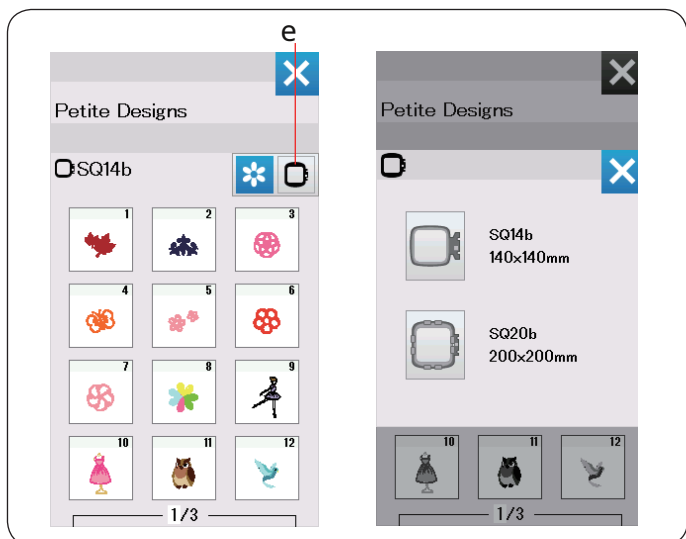 e
Petite Designs
SQ14b
1 2 3
4 5 6
7 8 9
10 11 12
1/3
Petite Designs
SQ14b
140x140mm
SQ20b
200x200mm
10 11 12
1/3